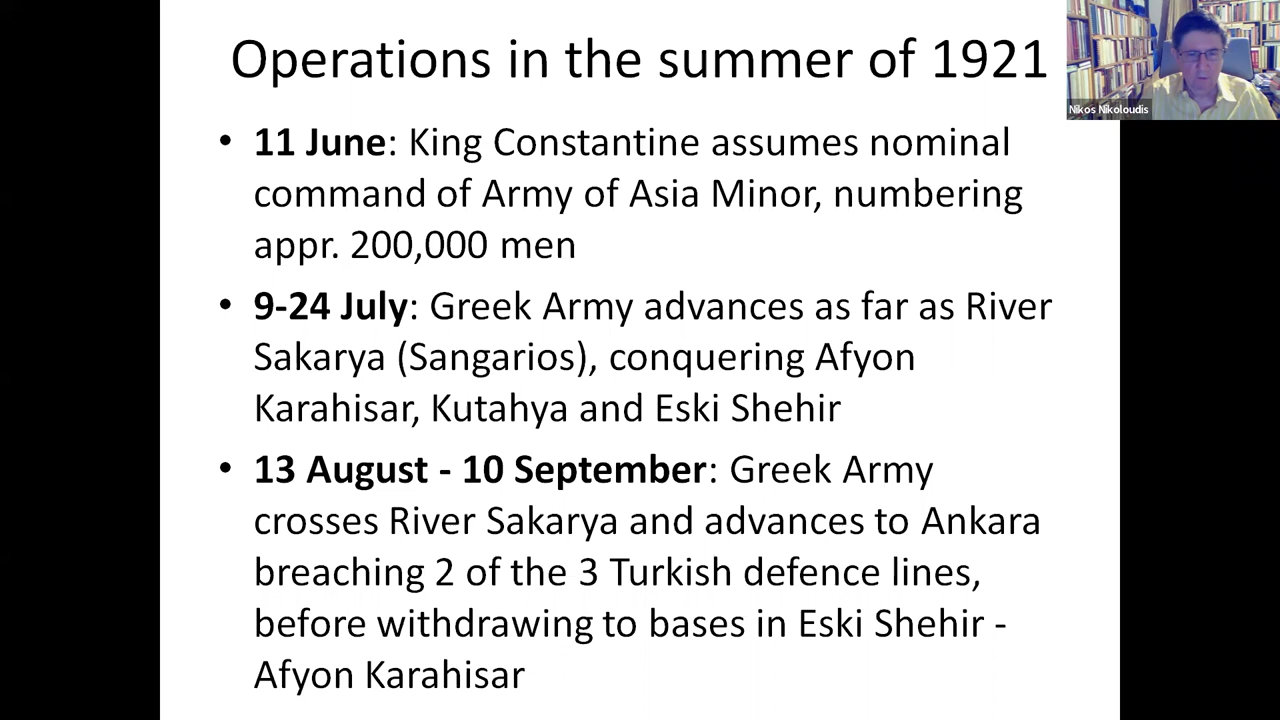 Operations in the summer of 1921
Nikos Nikoloudis
• 11 June: King Constantine assumes nominal
command of Army of Asia Minor, numbering
appr. 200,000 men
• 9-24 July: Greek Army advances as far as River
Sakarya (Sangarios), conquering Afyon
Karahisar, Kutahya and Eski Shehir
• 13 August - 10 September: Greek Army
crosses River Sakarya and advances to Ankara
breaching 2 of the 3 Turkish defence lines,
before withdrawing to bases in Eski Shehir -
Afyon Karahisar